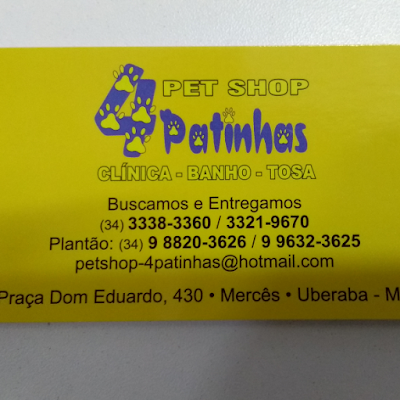 4 PET SHOP
Patinhas
CLÍNICA - BANHO - TOSA
Buscamos e Entregamos
(34) 3338-3360 / 3321-9670
Plantão: (34) 9 8820-3626 / 9 9632-3625
petshop-4patinhas@hotmail.com
Praça Dom Eduardo, 430 • Mercês • Uberaba - M